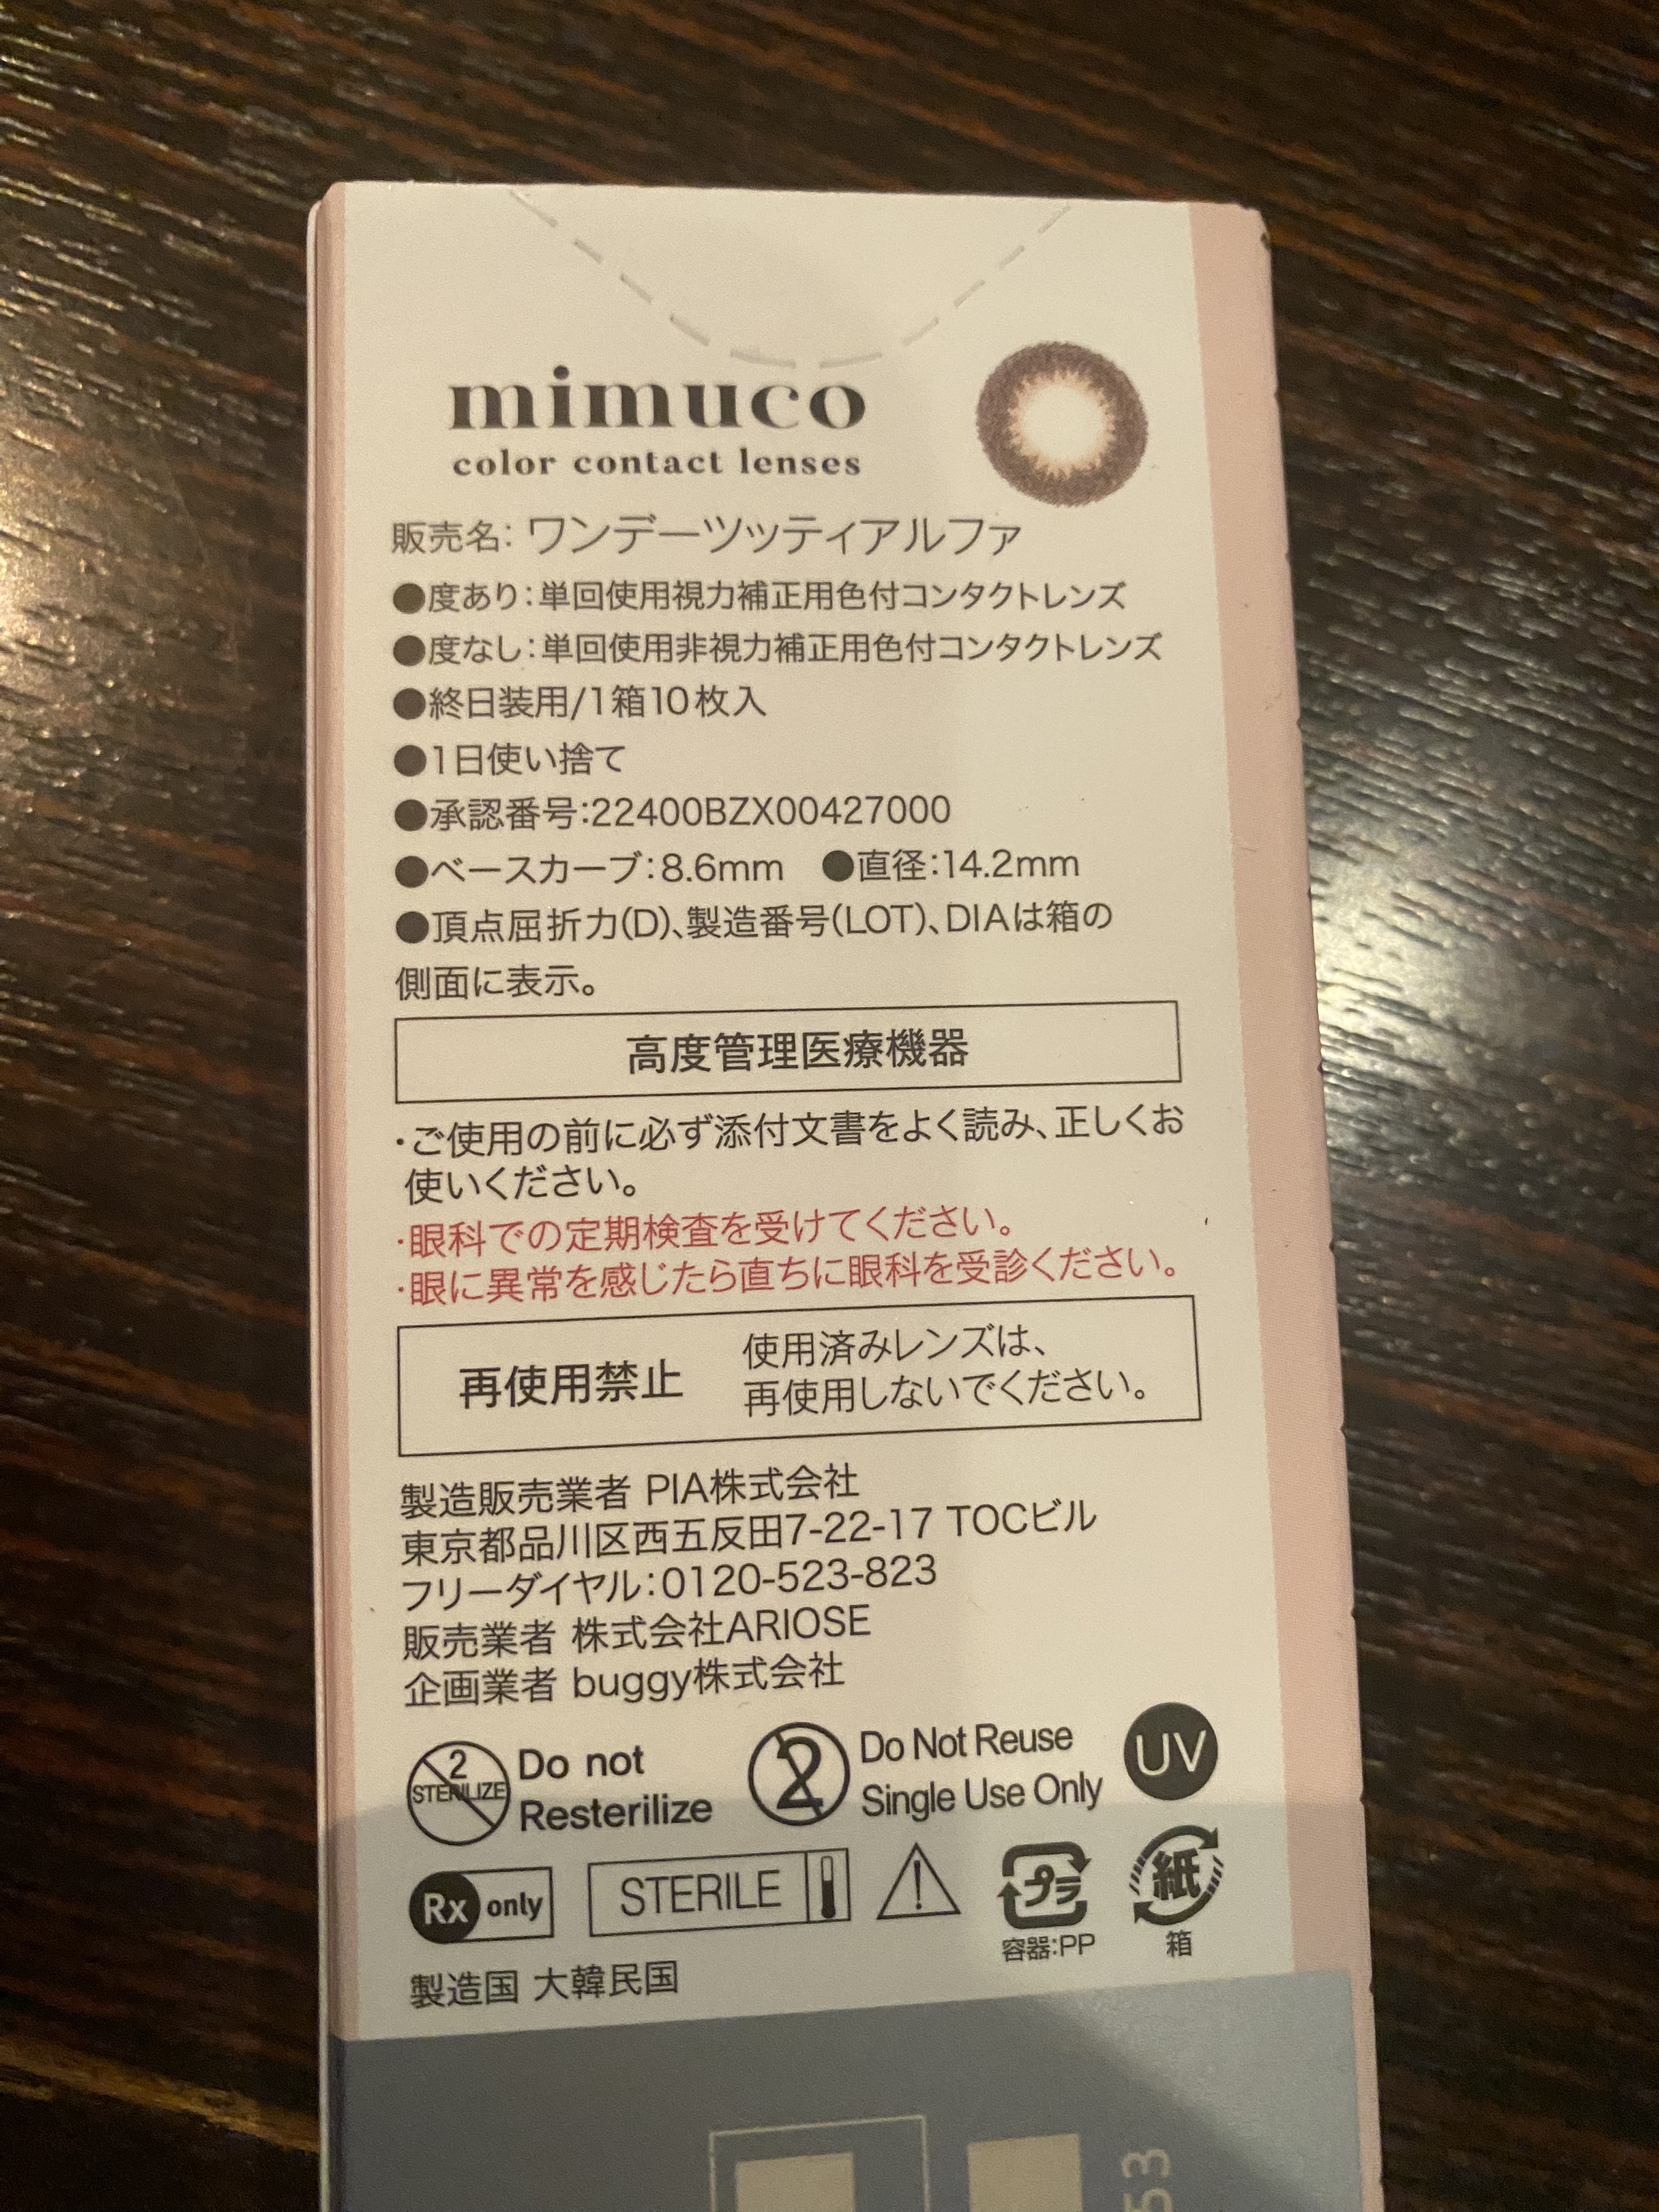 mimuco
color contact lenses
販売名：ワンデーツッティアルファ
●度あり：単回使用視力補正用色付コンタクトレンズ
●度なし：単回使用非視力補正用色付コンタクトレンズ
●終日装用/1箱10枚入
●1日使い捨て
●承認番号：22400BZX00427000
●ベースカーブ：8.6mm ●直径：14.2mm
●頂点屈折力(D)、製造番号(LOT)、DIAは箱の
側面に表示。
高度管理医療機器
・ご使用の前に必ず添付文書をよく読み、正しくお
使いください。
・眼科での定期検査を受けてください。
・眼に異常を感じたら直ちに眼科を受診ください。
再使用禁止 使用済みレンズは、
再使用しないでください。
製造販売業者 PIA株式会社
東京都品川区西五反田7-22-17 TOCビル
フリーダイヤル：0120-523-823
販売業者 株式会社ARIOSE
企画業者 buggy株式会社
2 STERILIZE Do not Resterilize
2 Do Not Reuse Single Use Only
UV
Rx only
STERILE
プラ
容器：PP
紙
箱
製造国 大韓民国
53